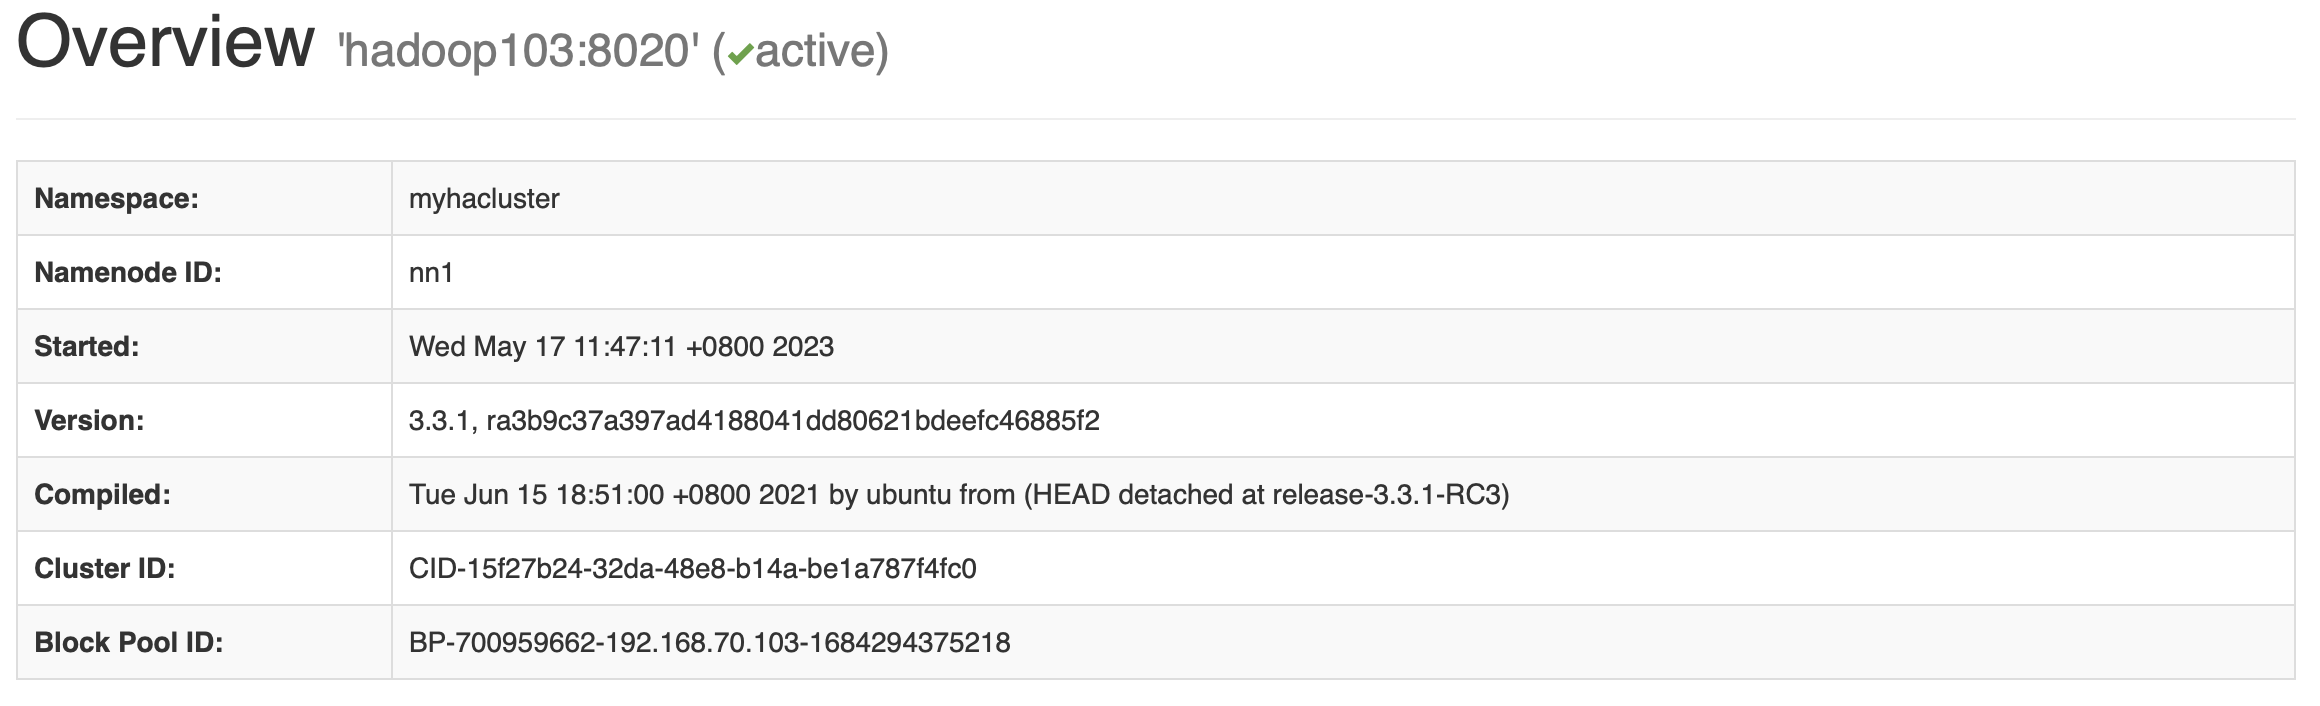 Overview 'hadoop103:8020' (✔active)
Namespace: myhacluster
Namenode ID: nn1
Started: Wed May 17 11:47:11 +0800 2023
Version: 3.3.1, ra3b9c37a397ad4188041dd80621bdeefc46885f2
Compiled: Tue Jun 15 18:51:00 +0800 2021 by ubuntu from (HEAD detached at release-3.3.1-RC3)
Cluster ID: CID-15f27b24-32da-48e8-b14a-be1a787f4fc0
Block Pool ID: BP-700959662-192.168.70.103-1684294375218